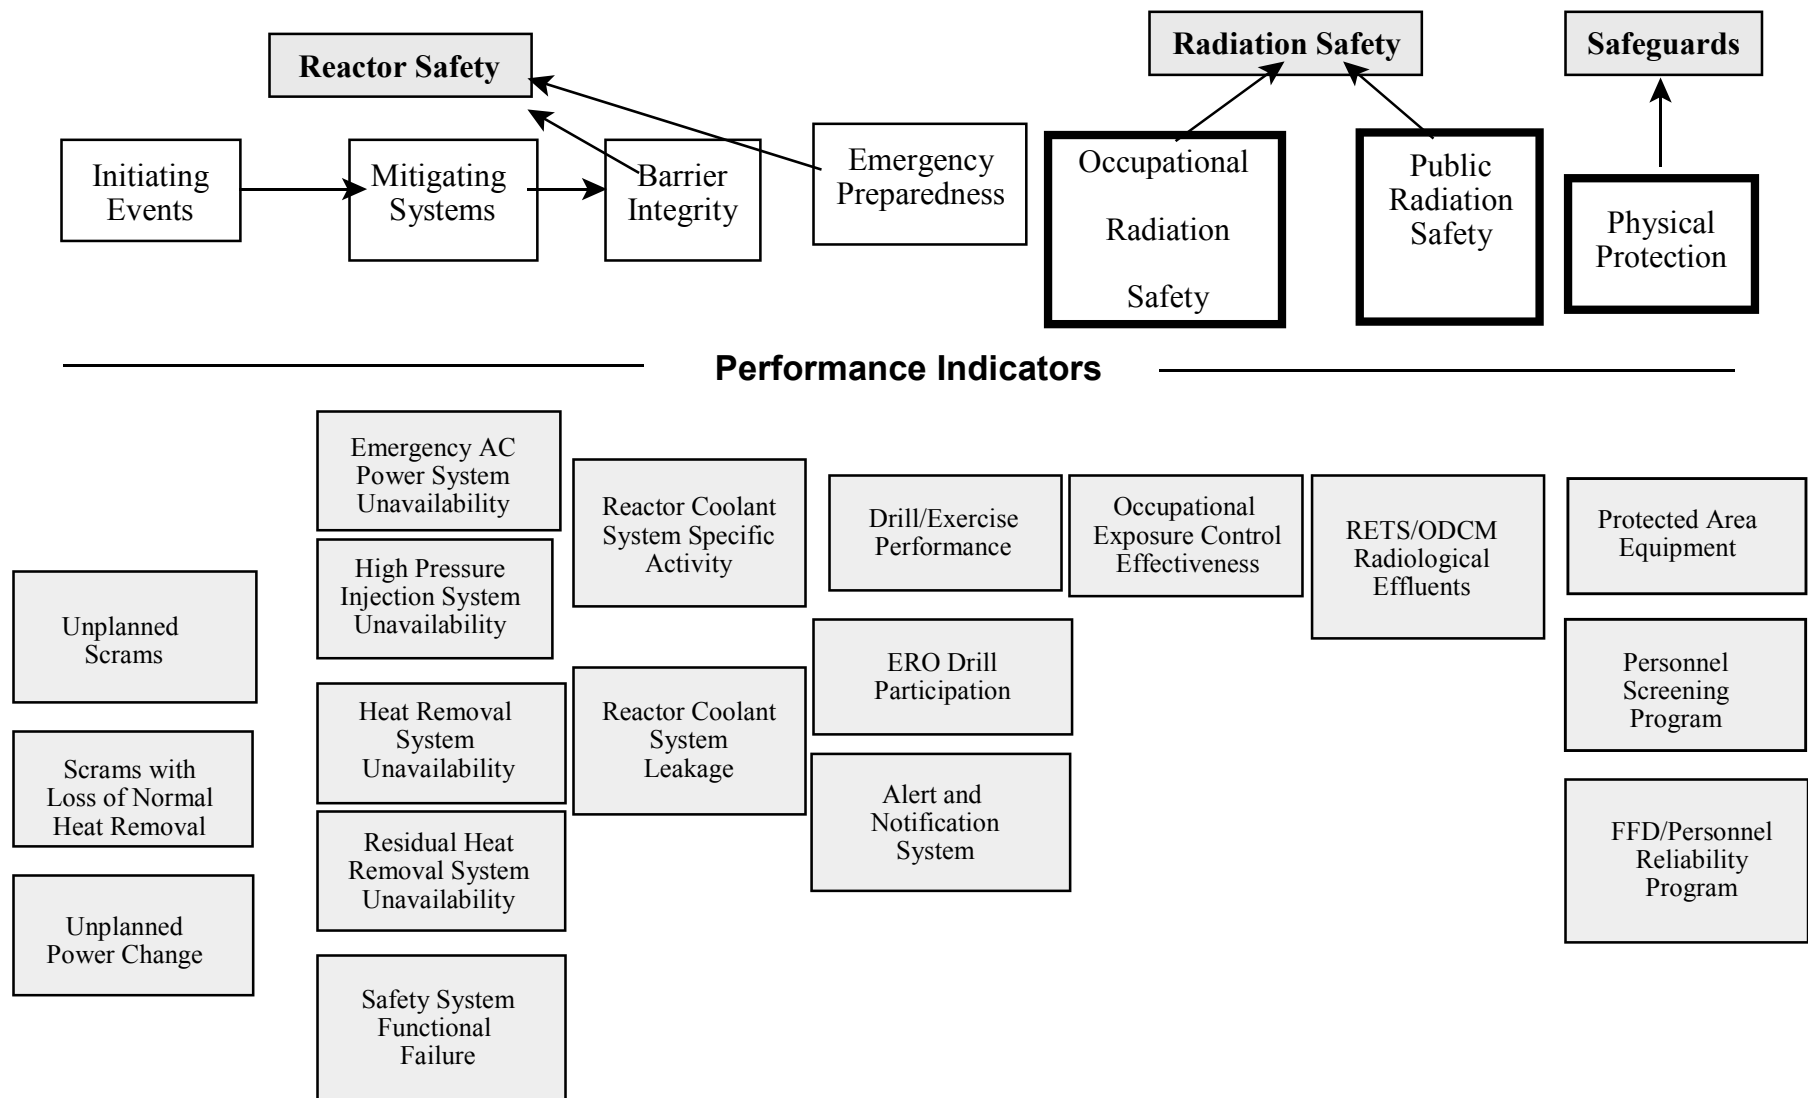 Reactor Safety
Radiation Safety
Safeguards
Initiating
Events
Mitigating
Systems
Barrier
Integrity
Emergency
Preparedness
Occupational
Radiation
Safety
Public
Radiation
Safety
Physical
Protection
Performance Indicators
Unplanned
Scrams
Scrams with
Loss of Normal
Heat Removal
Unplanned
Power Change
Emergency AC
Power System
Unavailability
High Pressure
Injection System
Unavailability
Heat Removal
System
Unavailability
Residual Heat
Removal System
Unavailability
Safety System
Functional
Failure
Reactor Coolant
System Specific
Activity
Reactor Coolant
System
Leakage
Drill/Exercise
Performance
ERO Drill
Participation
Alert and
Notification
System
Occupational
Exposure Control
Effectiveness
RETS/ODCM
Radiological
Effluents
Protected Area
Equipment
Personnel
Screening
Program
FFD/Personnel
Reliability
Program